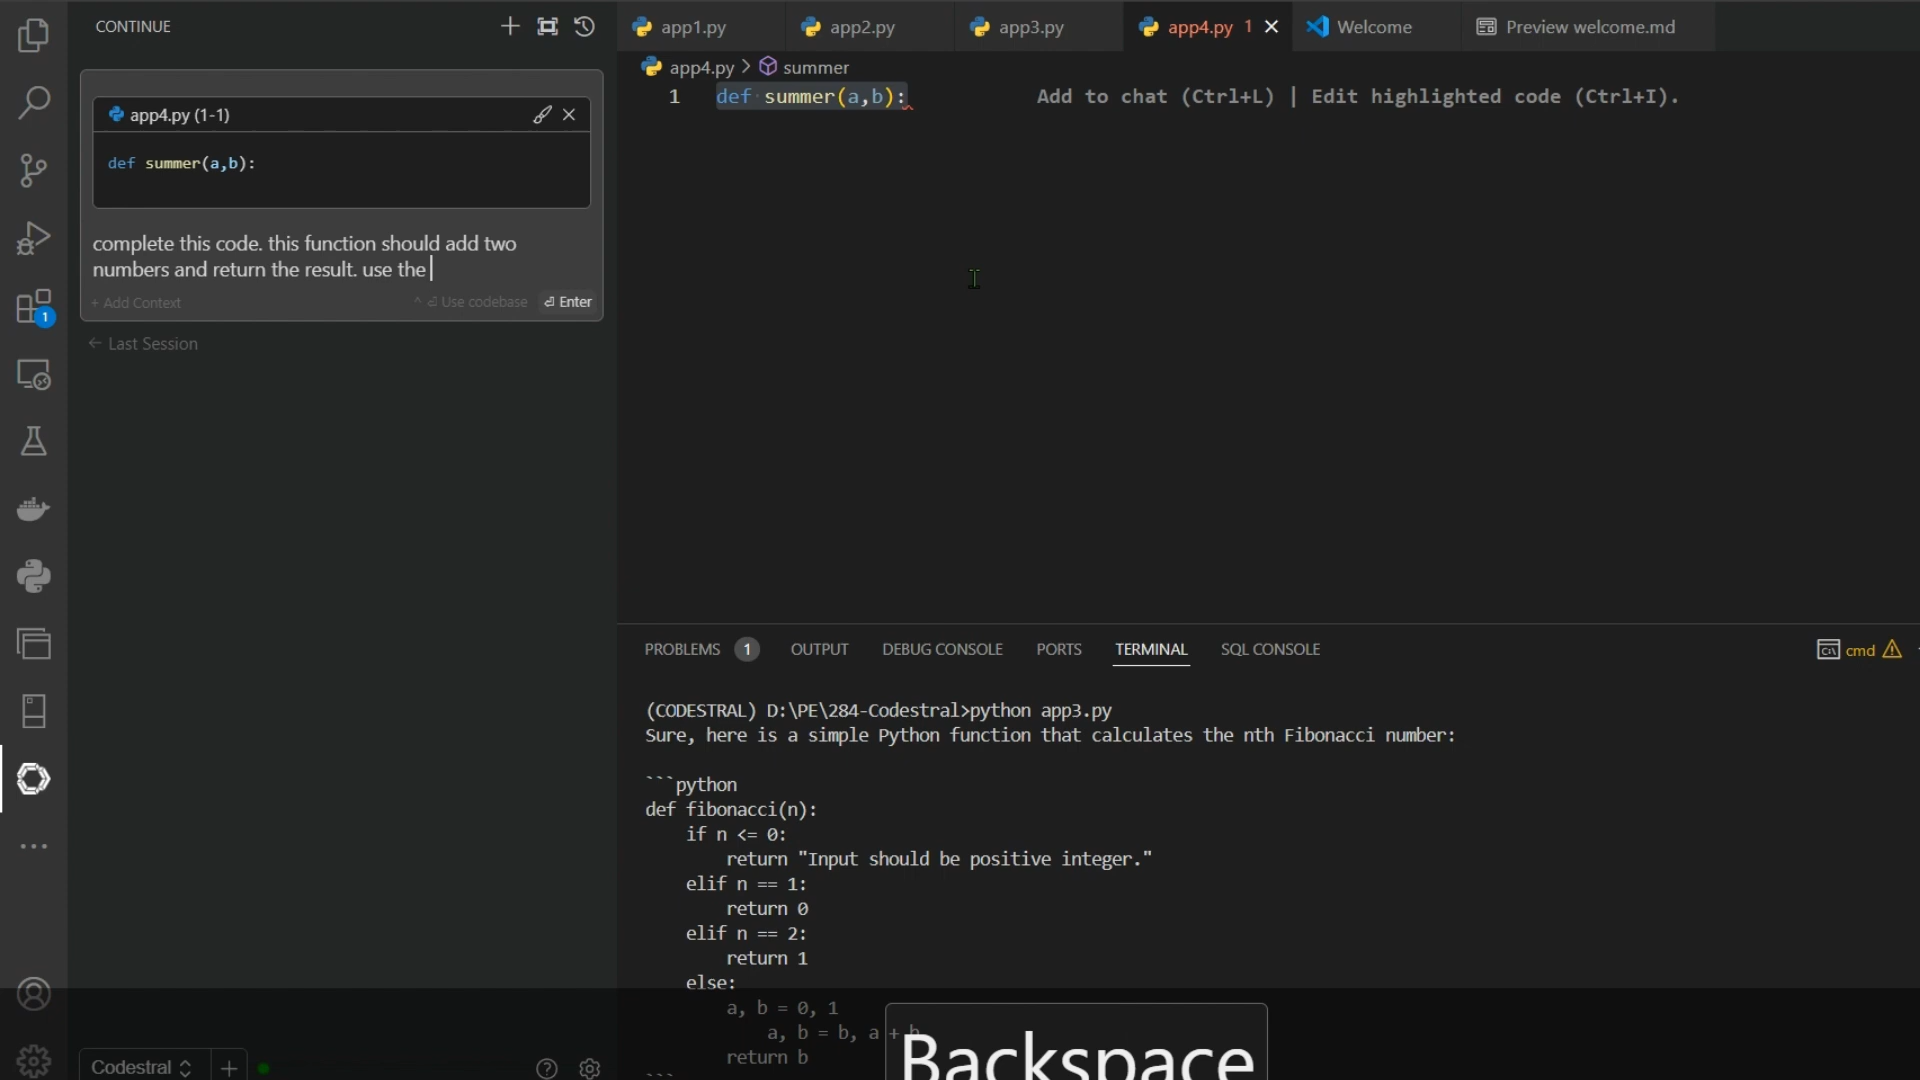 CONTINUE
app4.py (1-1)
def summer(a,b):
complete this code. this function should add two
numbers and return the result. use the
+ Add Context
^ ⏎ Use codebase
⏎ Enter
← Last Session
1
Codestral
app1.py
app2.py
app3.py
app4.py 1
Welcome
Preview welcome.md
app4.py > summer
1 def summer(a,b):
Add to chat (Ctrl+L) | Edit highlighted code (Ctrl+I).
PROBLEMS 1 OUTPUT DEBUG CONSOLE PORTS TERMINAL SQL CONSOLE
cmd
(CODESTRAL) D:\PE\284-Codestral>python app3.py
Sure, here is a simple Python function that calculates the nth Fibonacci number:
```python
def fibonacci(n):
if n <= 0:
return "Input should be positive integer."
elif n == 1:
return 0
elif n == 2:
return 1
else:
a, b = 0, 1
a, b = b, a + b
return b
```
Backspace